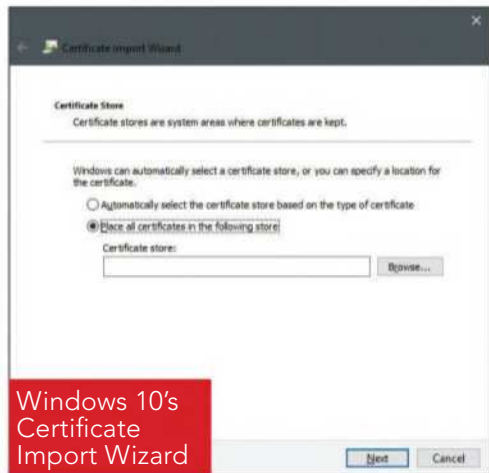 Certificate Import Wizard
Certificate Store
Certificate stores are system areas where certificates are kept.
Windows can automatically select a certificate store, or you can specify a location for
the certificate.
Automatically select the certificate store based on the type of certificate
Place all certificates in the following store
Certificate store:
Browse...
Windows 10's
Certificate
Import Wizard
Next
Cancel